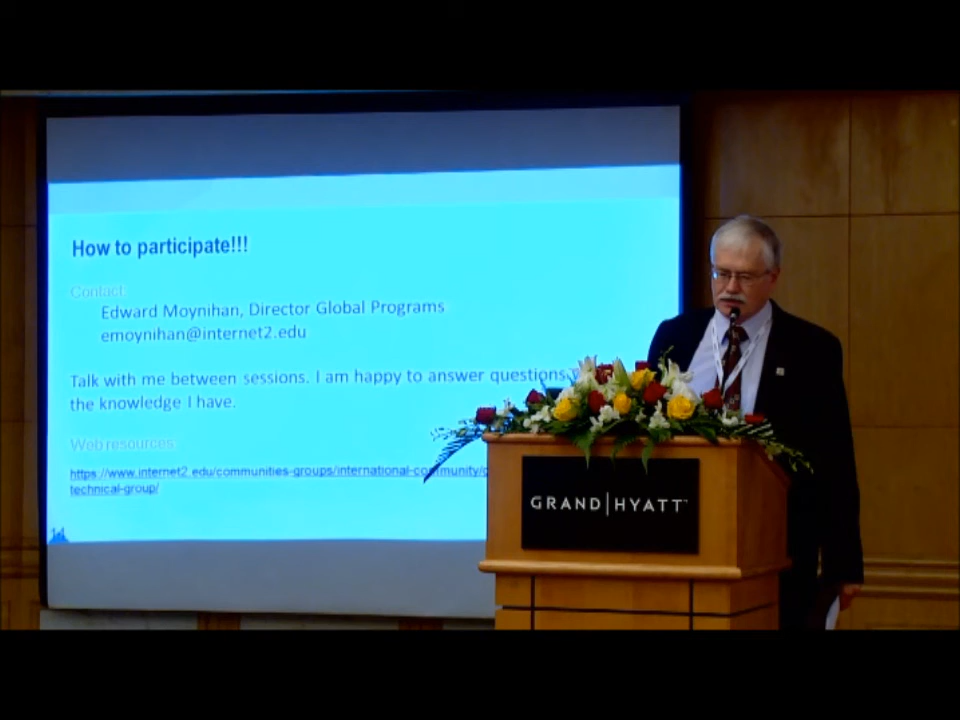 How to participate!!!
Contact:
Edward Moynihan, Director Global Programs
emoynihan@internet2.edu
Talk with me between sessions. I am happy to answer questions
the knowledge I have.
Web resources:
https://www.internet2.edu/communities-groups/international-community/
technical-group/
GRAND|HYATT™